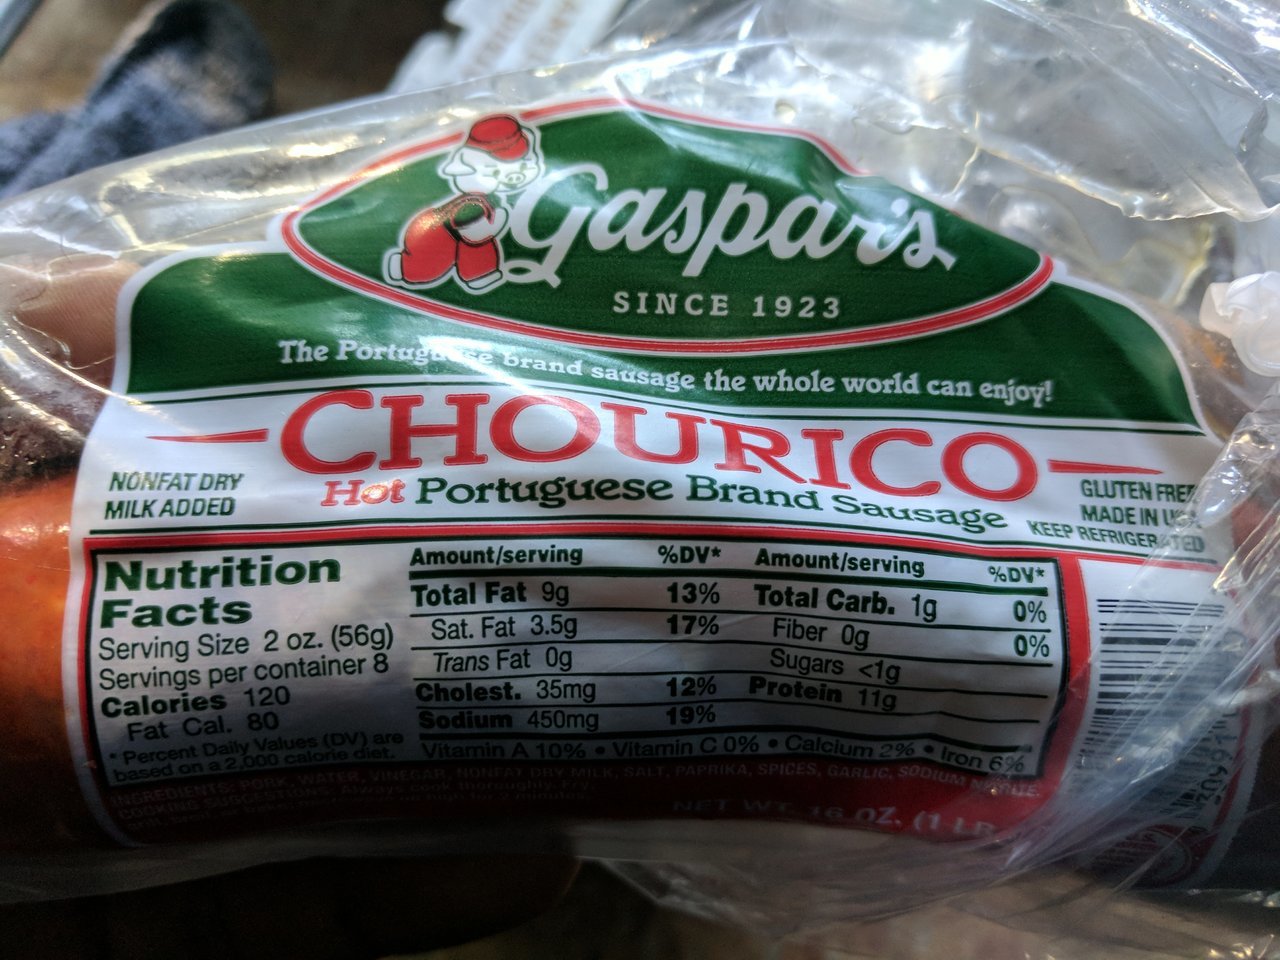 Gaspar's
SINCE 1923
The Portuguese brand sausage the whole world can enjoy!
CHOURICO
Hot Portuguese Brand Sausage
NONFAT DRY
MILK ADDED
GLUTEN FREE
MADE IN USA
KEEP REFRIGERATED
Nutrition
Facts
Serving Size 2 oz. (56g)
Servings per container 8
Calories 120
Fat Cal. 80
* Percent Daily Values (DV) are
based on a 2,000 calorie diet.
Amount/serving %DV*
Total Fat 9g 13%
Sat. Fat 3.5g 17%
Trans Fat 0g
Cholest. 35mg 12%
Sodium 450mg 19%
Amount/serving %DV*
Total Carb. 1g 0%
Fiber 0g 0%
Sugars <1g
Protein 11g
Vitamin A 10% • Vitamin C 0% • Calcium 2% • Iron 6%
INGREDIENTS: PORK, WATER, VINEGAR, NONFAT DRY MILK, SALT, PAPRIKA, SPICES, GARLIC, SODIUM NITRITE.
COOKING SUGGESTIONS: Always cook thoroughly. Fry,
NET WT. 16 OZ. (1 LB